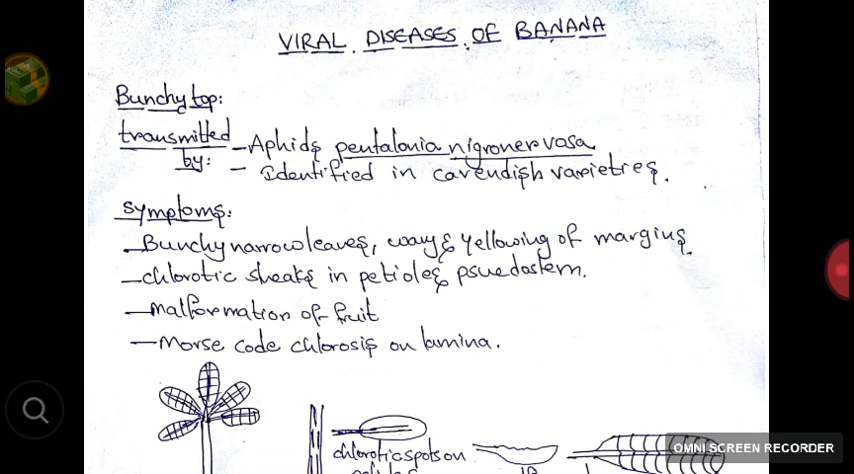 VIRAL DISEASES OF BANANA
Bunchy top:
transmitted by: - Aphids pentalonia nigronervosa
- Identified in cavendish varieties.
Symptoms:
- Bunchy narrow leaves, wavy & yellowing of margins.
- chlorotic streaks in petioles psuedostem.
- Malformation of fruit
- Morse code chlorosis on lamina.
chlorotic spots on
OMNI SCREEN RECORDER